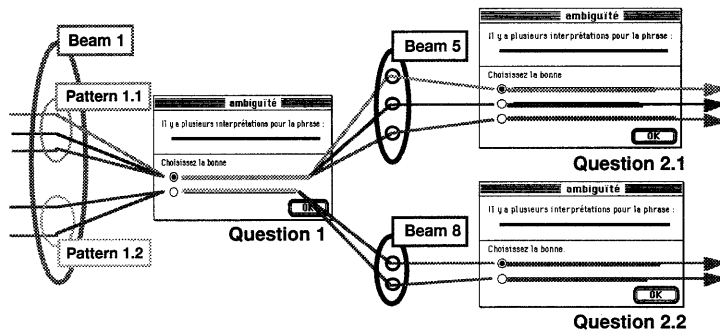 Beam 1
Pattern 1.1
ambiguïté
Il y a plusieurs interprétations pour la phrase :
Choisissez la bonne
OK
Question 1
Pattern 1.2
Beam 5
ambiguïté
Il y a plusieurs interprétations pour la phrase :
Choisissez la bonne
OK
Question 2.1
Beam 8
ambiguïté
Il y a plusieurs interprétations pour la phrase :
Choisissez la bonne.
OK
Question 2.2